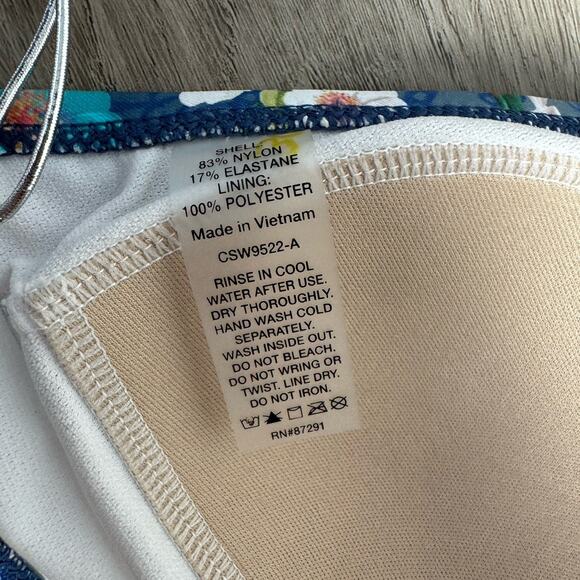 SHELL:
83% NYLON
17% ELASTANE
LINING:
100% POLYESTER
Made in Vietnam
CSW9522-A
RINSE IN COOL
WATER AFTER USE.
DRY THOROUGHLY.
HAND WASH COLD
SEPARATELY.
WASH INSIDE OUT.
DO NOT BLEACH.
DO NOT WRING OR
TWIST. LINE DRY.
DO NOT IRON.
RN#87291